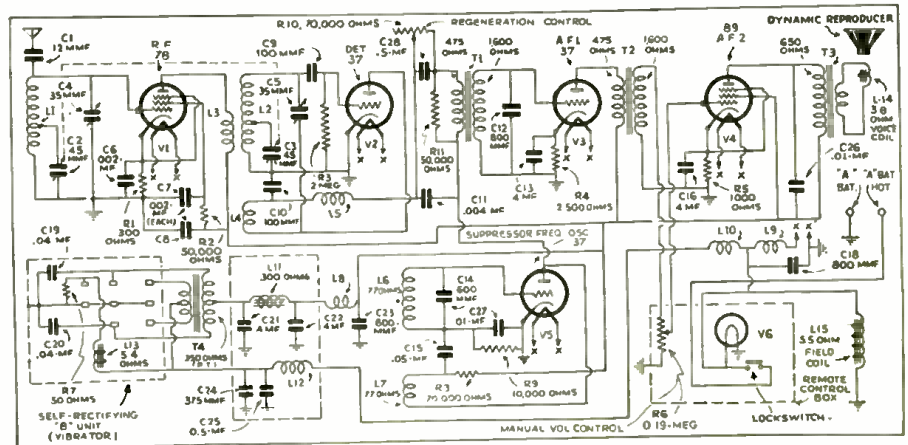 R10, 70,000 OHMS
REGENERATION CONTROL
DYNAMIC REPRODUCER
C1
.12 MMF
R.F.
78
C9
100 MMF
DET
37
C28
.5-MF
475
OHMS
T1
1600
OHMS
A F 1
37
475
OHMS
T2
1,600
OHMS
89
A F 2
650
OHMS
T3
C4
35 MMF
L1
C2
45
MMF
C6
.002-
MF
V1
L3
L2
C5
35 MMF
C3
45
MMF
V2
R11
50,000
OHMS
C12
800
MMF
V3
V4
L-14
3.8
OHM
VOICE
COIL
C26
.01-MF
R1
300
OHMS
C7
.002
MF
(EACH)
C8
R2
50,000
OHMS
L4
C10
100 MMF
R3
2 MEG
L5
C11
.004 MF
C13
4 MF
R4
2 500 OHMS
C16
4 MF
R5
1000
OHMS
"A"
BAT
"A" BAT
(HOT)
SUPPRESSOR FREQ OSC
37
C19
.04 MF
L11
300 OHMS
L8
L6
77 OHMS
C14
600
MMF
C27
.01-MF
L10
L9
C18
800 MMF
C21
4 MF
C22
4 MF
C23
600
MMF
V5
V6
L15
5.5 OHM
FIELD
COIL
C20
.04-MF
L13
5.4
OHMS
T4
250 OHMS
C15
.05-MF
R7
50 OHMS
C24
375 MMF
L12
L7
77 OHMS
R3
70,000 OHMS
R9
10,000 OHMS
REMOTE
CONTROL
BOX
SELF-RECTIFYING
"B" UNIT
(VIBRATOR)
C25
0.5-MF
MANUAL VOL CONTROL
R6
0.19-MEG
LOCKSWITCH